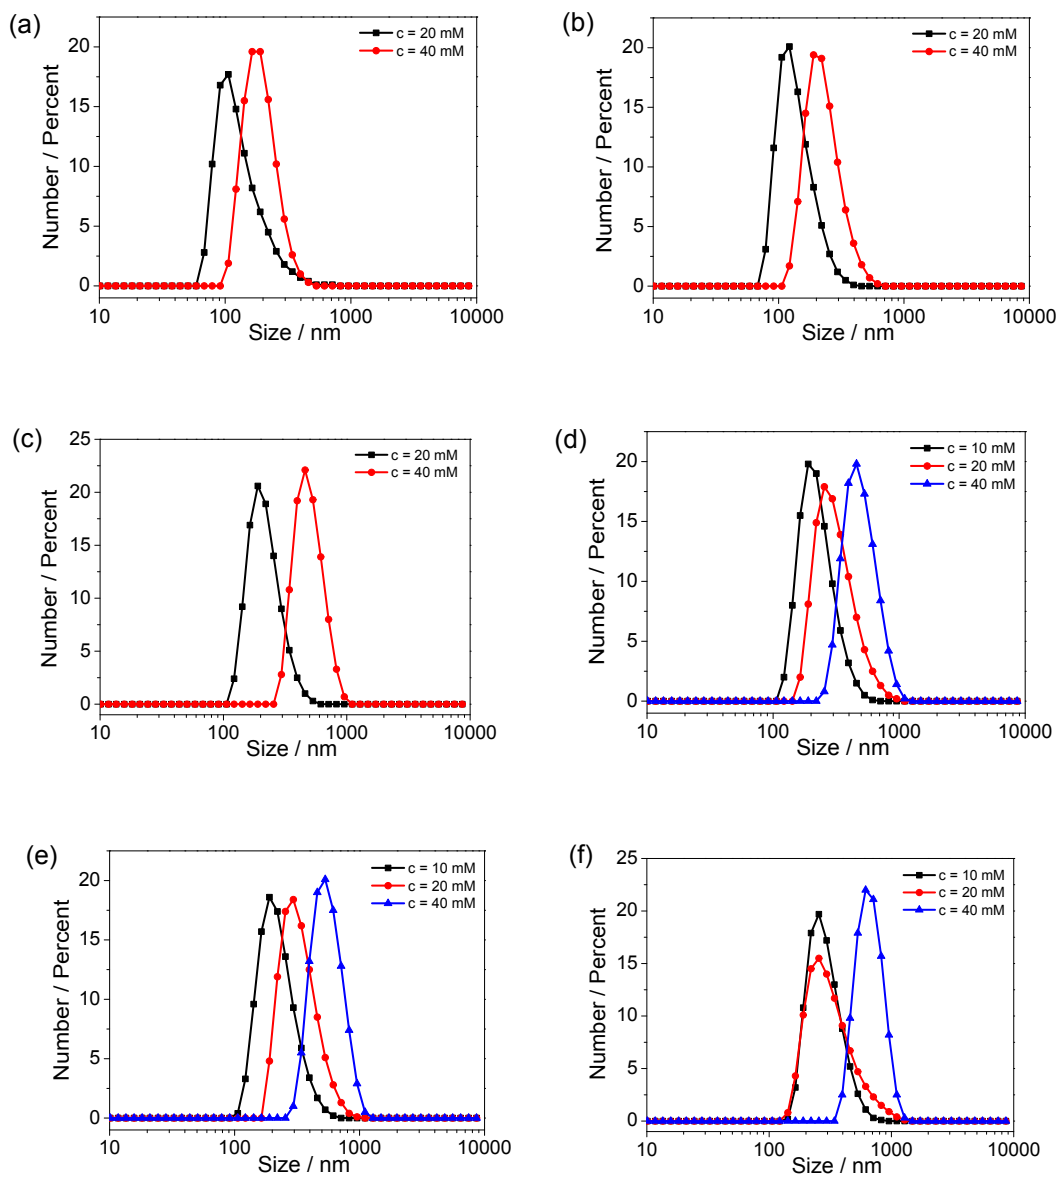 (a)
c = 20 mM
c = 40 mM
Number / Percent
20
15
10
5
0
10
100
1000
10000
Size / nm
(b)
c = 20 mM
c = 40 mM
Number / Percent
20
15
10
5
0
10
100
1000
10000
Size / nm
(c)
c = 20 mM
c = 40 mM
Number / Percent
25
20
15
10
5
0
10
100
1000
10000
Size / nm
(d)
c = 10 mM
c = 20 mM
c = 40 mM
Number / Percent
20
15
10
5
0
10
100
1000
10000
Size / nm
(e)
c = 10 mM
c = 20 mM
c = 40 mM
Number / Percent
20
15
10
5
0
10
100
1000
10000
Size / nm
(f)
c = 10 mM
c = 20 mM
c = 40 mM
Number / Percent
25
20
15
10
5
0
10
100
1000
10000
Size / nm